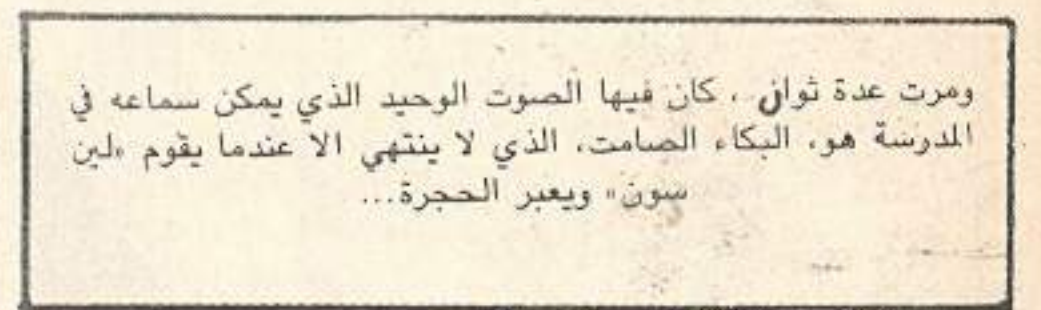 ومرت عدة ثوان ، كان فيها الصوت الوحيد الذي يمكن سماعه في
المدرسة هو، البكاء الصامت، الذي لا ينتهي الا عندما يقوم «لين
سون» ويعبر الحجرة...